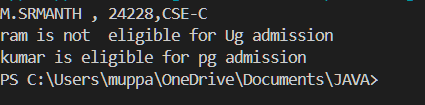 M.SRMANTH , 24228,CSE-C
ram is not  eligible for Ug admission
kumar is eligible for pg admission
PS C:\Users\muppa\OneDrive\Documents\JAVA>